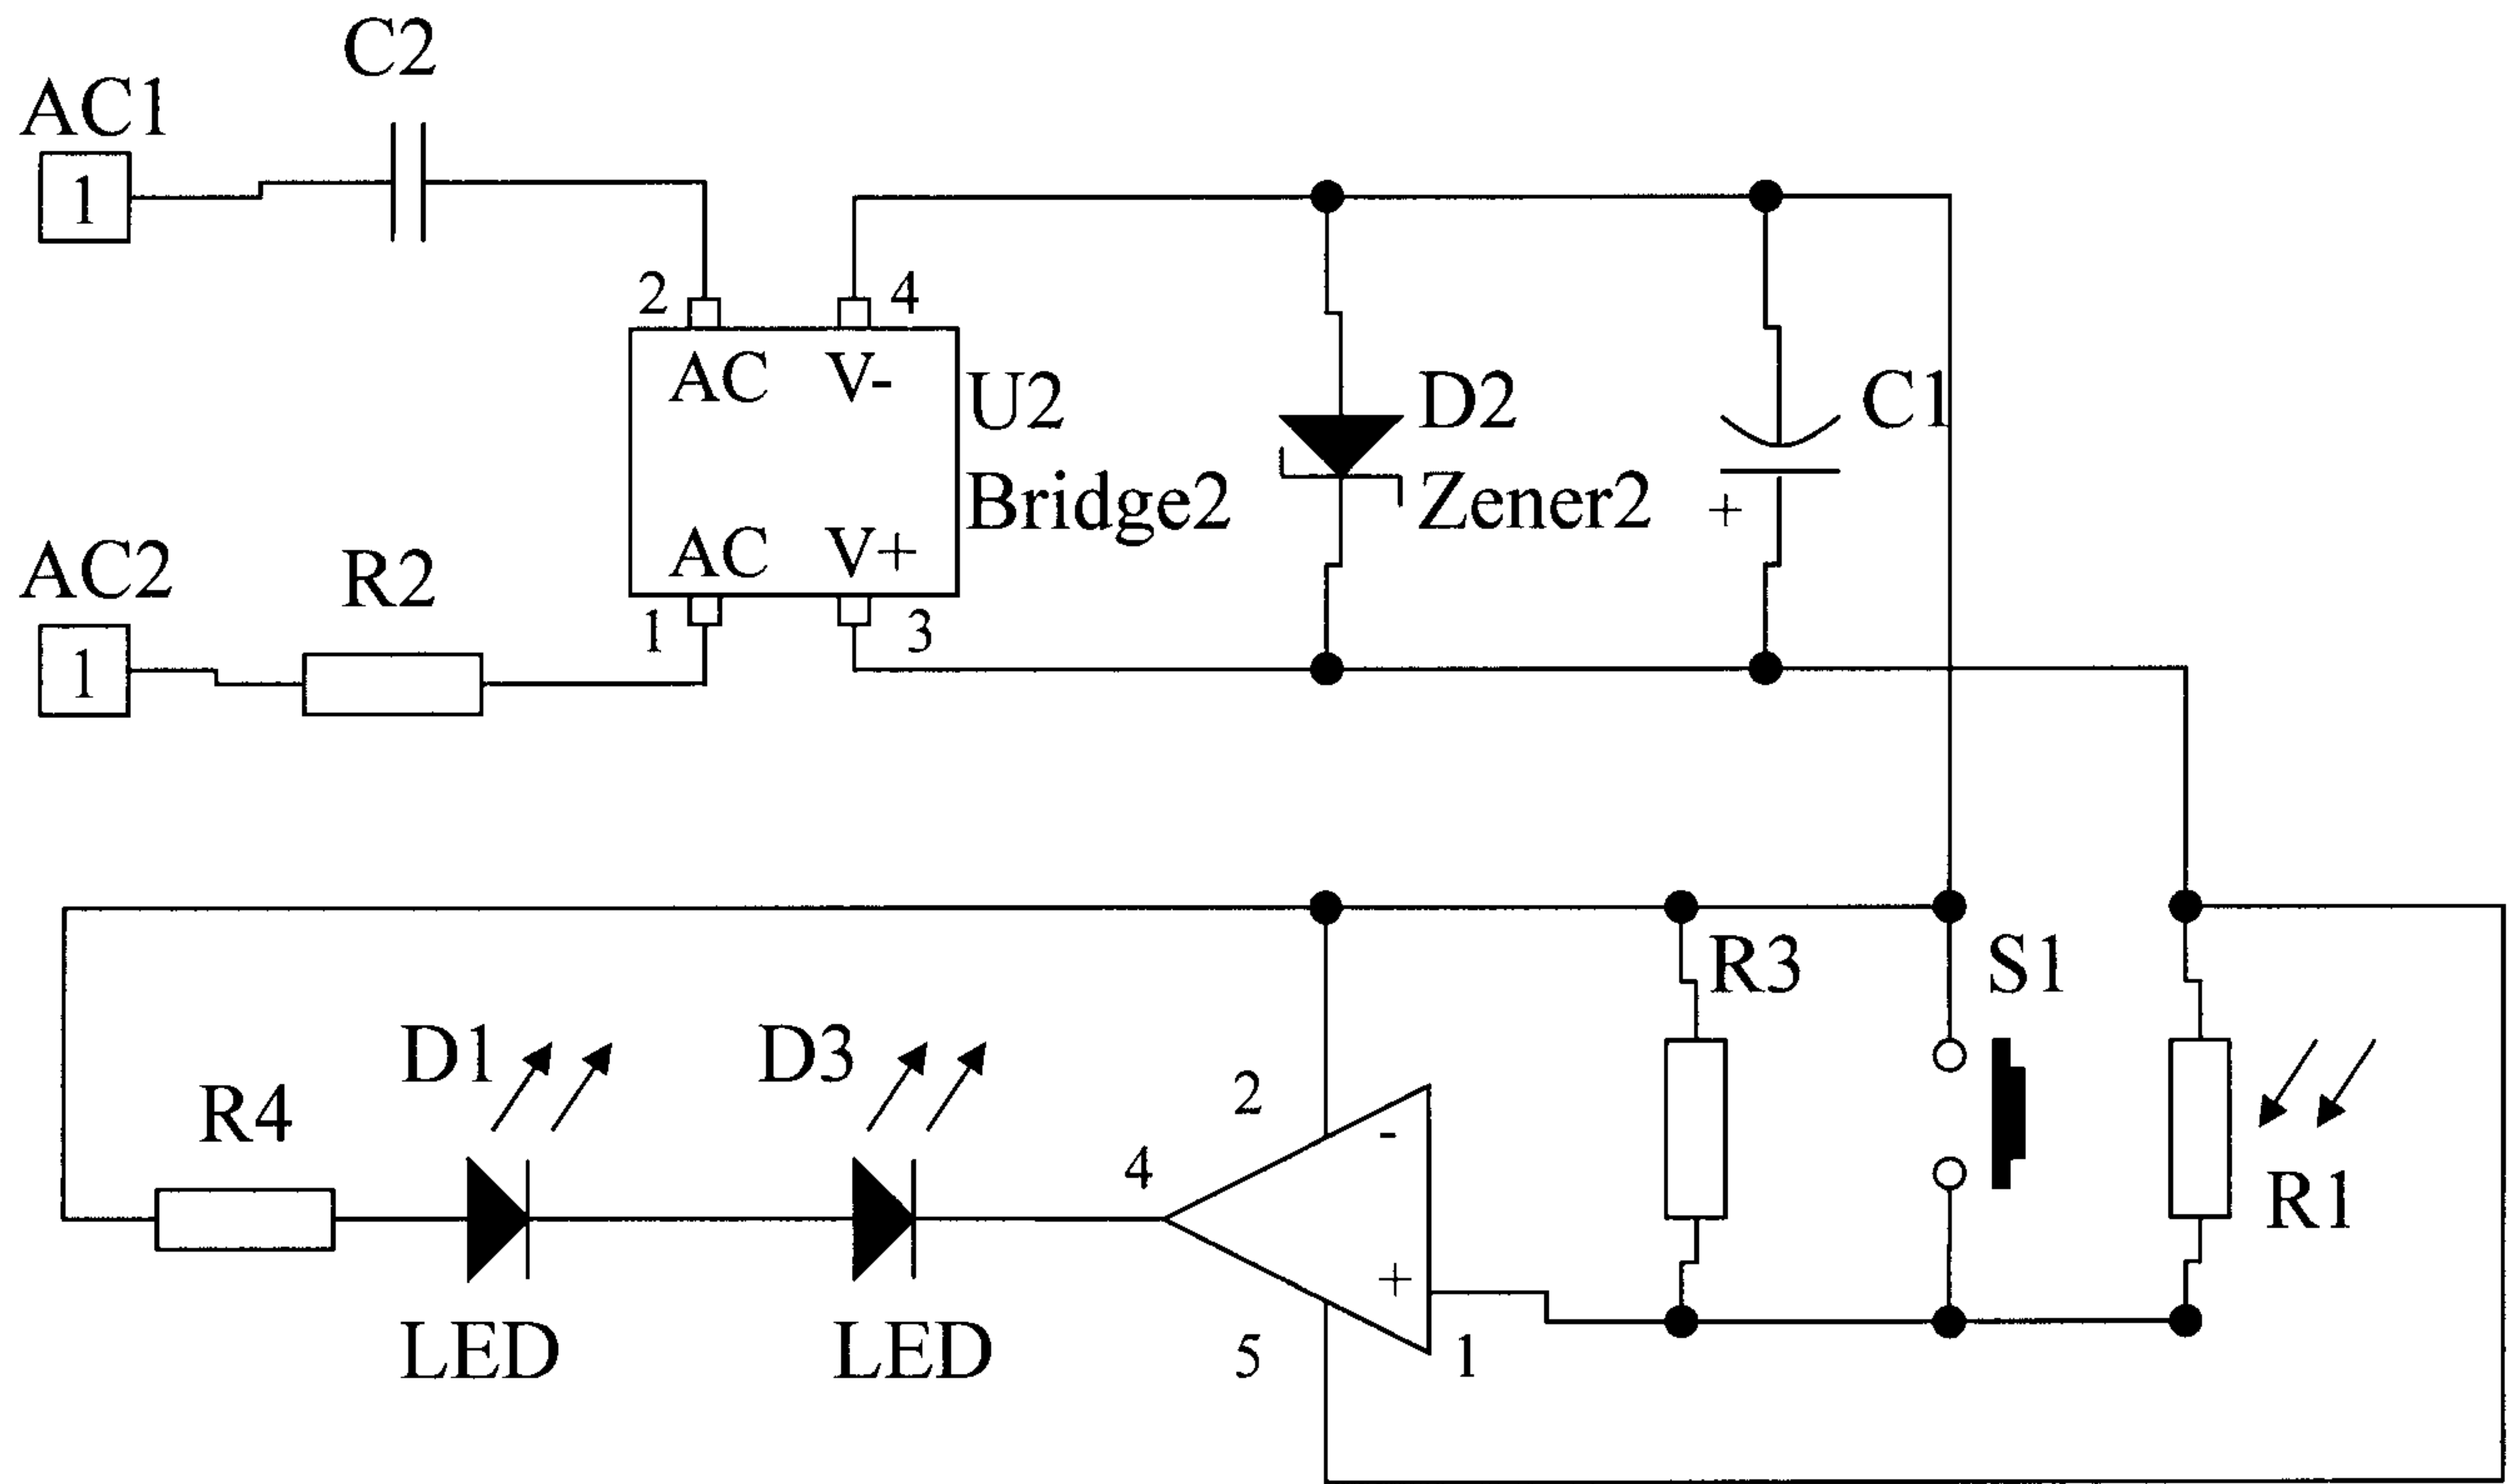 C2
AC1
1
2
4
AC V-
U2
D2
C1
Bridge2
Zener2
+
AC V+
AC2
R2
1
1
3
R3
S1
D1
D3
R4
2
-
4
R1
+
5
1
LED
LED